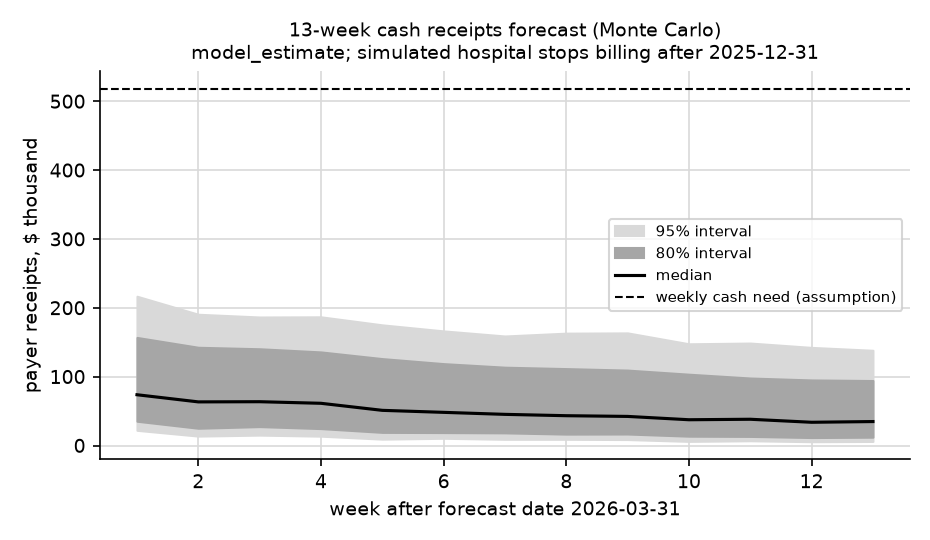 13-week cash receipts forecast (Monte Carlo)
model_estimate; simulated hospital stops billing after 2025-12-31
payer receipts, $ thousand
500
400
300
200
100
0
95% interval
80% interval
median
weekly cash need (assumption)
2 4 6 8 10 12
week after forecast date 2026-03-31